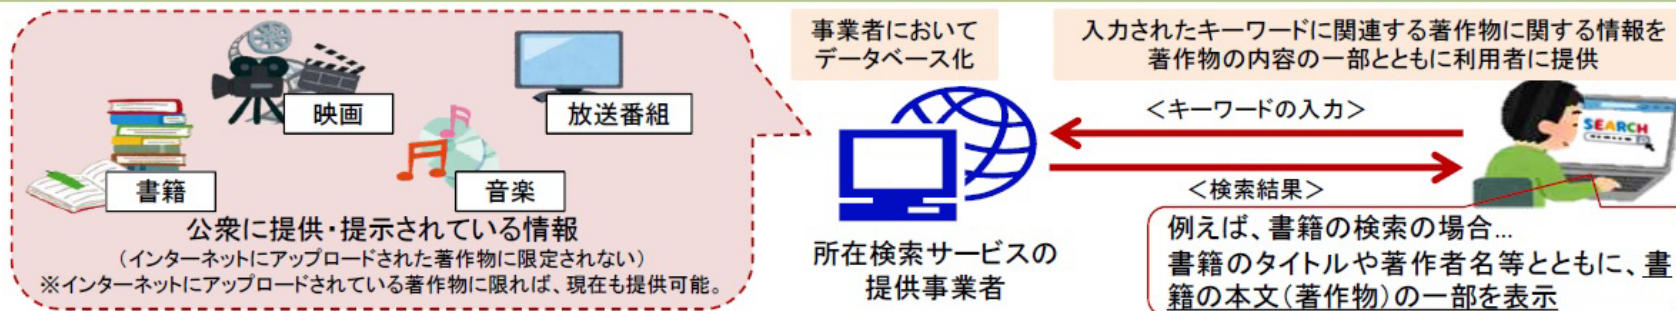 映画
放送番組
書籍
音楽
公衆に提供・提示されている情報
（インターネットにアップロードされた著作物に限定されない）
※インターネットにアップロードされている著作物に限れば、現在も提供可能。
事業者において
データベース化
所在検索サービスの
提供事業者
入力されたキーワードに関連する著作物に関する情報を
著作物の内容の一部とともに利用者に提供
＜キーワードの入力＞
SEARCH
＜検索結果＞
例えば、書籍の検索の場合…
書籍のタイトルや著作者名等とともに、書
籍の本文（著作物）の一部を表示